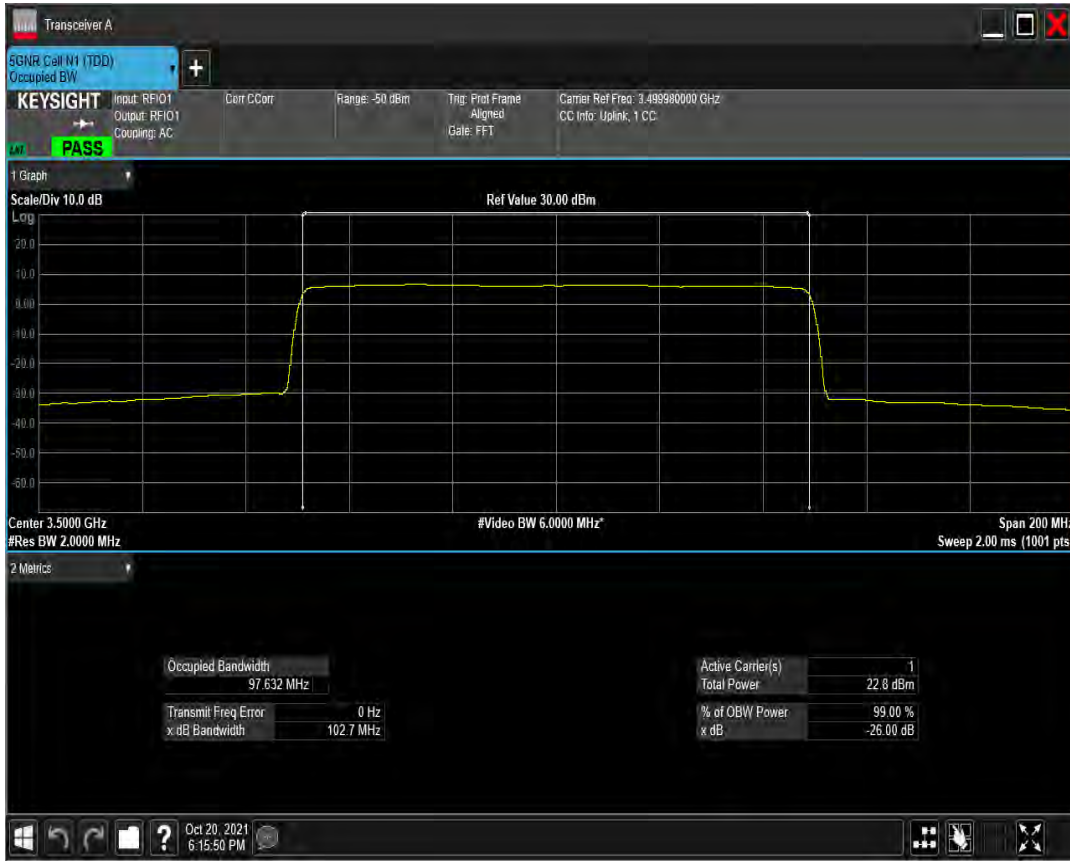 Transceiver A
5GNR Cell N1 (TDD)
Occupied BW
+
KEYSIGHT
Input: RFIO1
Output: RFIO1
Coupling: AC
Corr CCorr
Range: -50 dBm
Trig: Prot Frame
Aligned
Gate: FFT
Carrier Ref Freq: 3.499980000 GHz
CC Info: Uplink, 1 CC
PASS
1 Graph
Scale/Div 10.0 dB
Ref Value 30.00 dBm
Log
20.0
10.0
0.00
-10.0
-20.0
-30.0
-40.0
-50.0
-60.0
Center 3.5000 GHz
#Video BW 6.0000 MHz*
Span 200 MHz
#Res BW 2.0000 MHz
Sweep 2.00 ms (1001 pts
2 Metrics
Occupied Bandwidth
97.632 MHz
Transmit Freq Error 0 Hz
x dB Bandwidth 102.7 MHz
Active Carrier(s) 1
Total Power 22.8 dBm
% of OBW Power 99.00 %
x dB -26.00 dB
?
Oct 20, 2021
6:15:50 PM